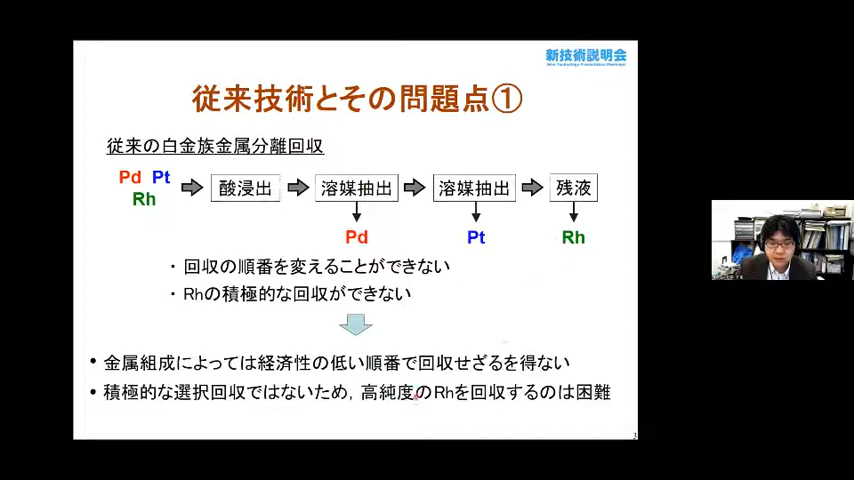 新技術説明会
New Technology Presentation Meetings!
従来技術とその問題点①
従来の白金族金属分離回収
Pd Pt
Rh
酸浸出
溶媒抽出
溶媒抽出
残液
Pd
Pt
Rh
・ 回収の順番を変えることができない
・ Rhの積極的な回収ができない
• 金属組成によっては経済性の低い順番で回収せざるを得ない
• 積極的な選択回収ではないため，高純度のRhを回収するのは困難
3